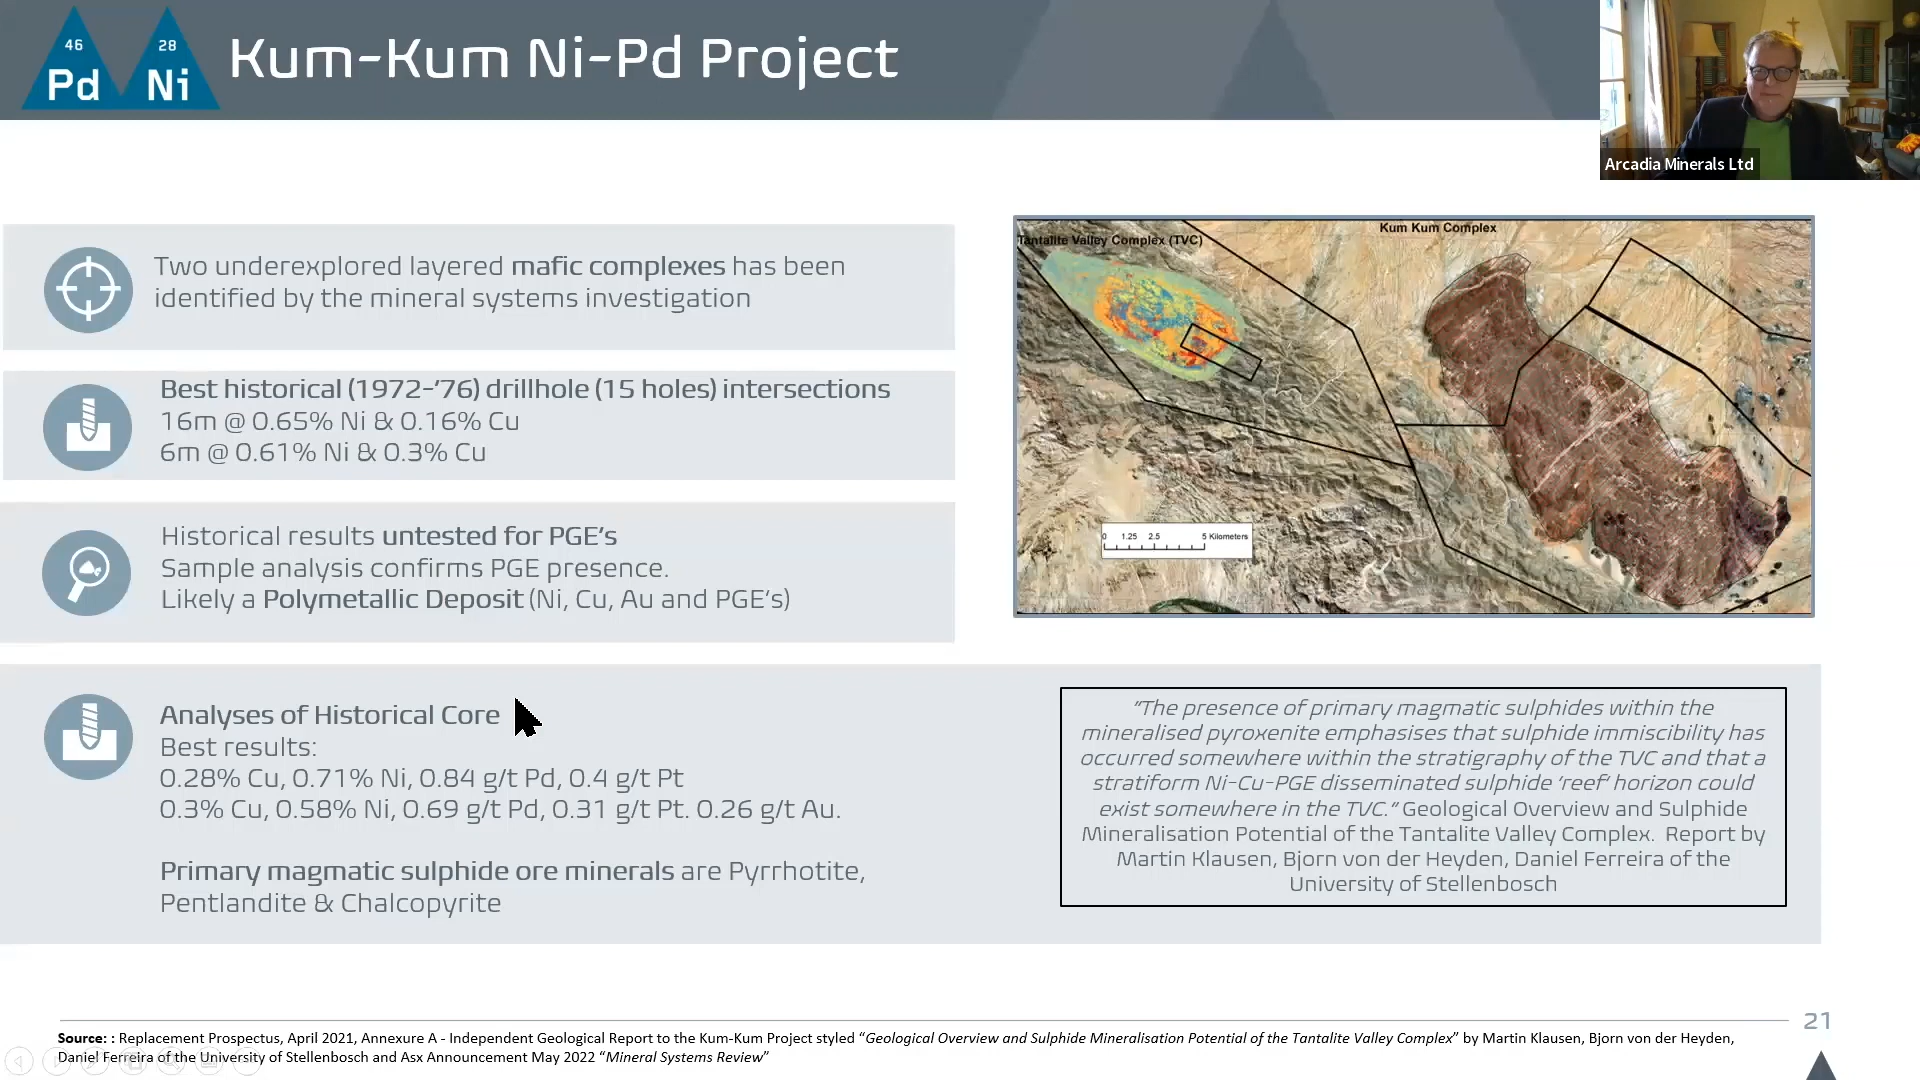 46
Pd
28
Ni
Kum-Kum Ni-Pd Project
Arcadia Minerals Ltd
Two underexplored layered mafic complexes has been
identified by the mineral systems investigation
Best historical (1972-'76) drillhole (15 holes) intersections
16m @ 0.65% Ni & 0.16% Cu
6m @ 0.61% Ni & 0.3% Cu
Historical results untested for PGE's
Sample analysis confirms PGE presence.
Likely a Polymetallic Deposit (Ni, Cu, Au and PGE's)
Tantalite Valley Complex (TVC)
Kum Kum Complex
0 1.25 2.5 5 Kilometers
Analyses of Historical Core
Best results:
0.28% Cu, 0.71% Ni, 0.84 g/t Pd, 0.4 g/t Pt
0.3% Cu, 0.58% Ni, 0.69 g/t Pd, 0.31 g/t Pt. 0.26 g/t Au.
Primary magmatic sulphide ore minerals are Pyrrhotite,
Pentlandite & Chalcopyrite
"The presence of primary magmatic sulphides within the
mineralised pyroxenite emphasises that sulphide immiscibility has
occurred somewhere within the stratigraphy of the TVC and that a
stratiform Ni-Cu-PGE disseminated sulphide 'reef' horizon could
exist somewhere in the TVC." Geological Overview and Sulphide
Mineralisation Potential of the Tantalite Valley Complex. Report by
Martin Klausen, Bjorn von der Heyden, Daniel Ferreira of the
University of Stellenbosch
21
Source: : Replacement Prospectus, April 2021, Annexure A - Independent Geological Report to the Kum-Kum Project styled "Geological Overview and Sulphide Mineralisation Potential of the Tantalite Valley Complex" by Martin Klausen, Bjorn von der Heyden,
Daniel Ferreira of the University of Stellenbosch and Asx Announcement May 2022 "Mineral Systems Review"